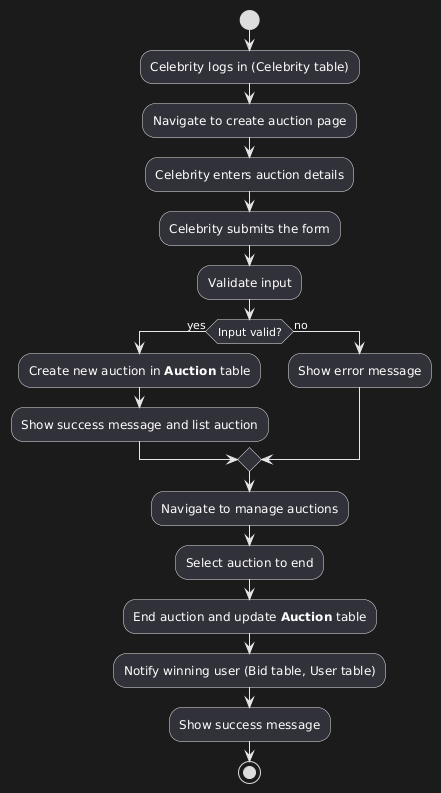 Celebrity logs in (Celebrity table)
Navigate to create auction page
Celebrity enters auction details
Celebrity submits the form
Validate input
yes
Input valid?
no
Create new auction in Auction table
Show error message
Show success message and list auction
Navigate to manage auctions
Select auction to end
End auction and update Auction table
Notify winning user (Bid table, User table)
Show success message